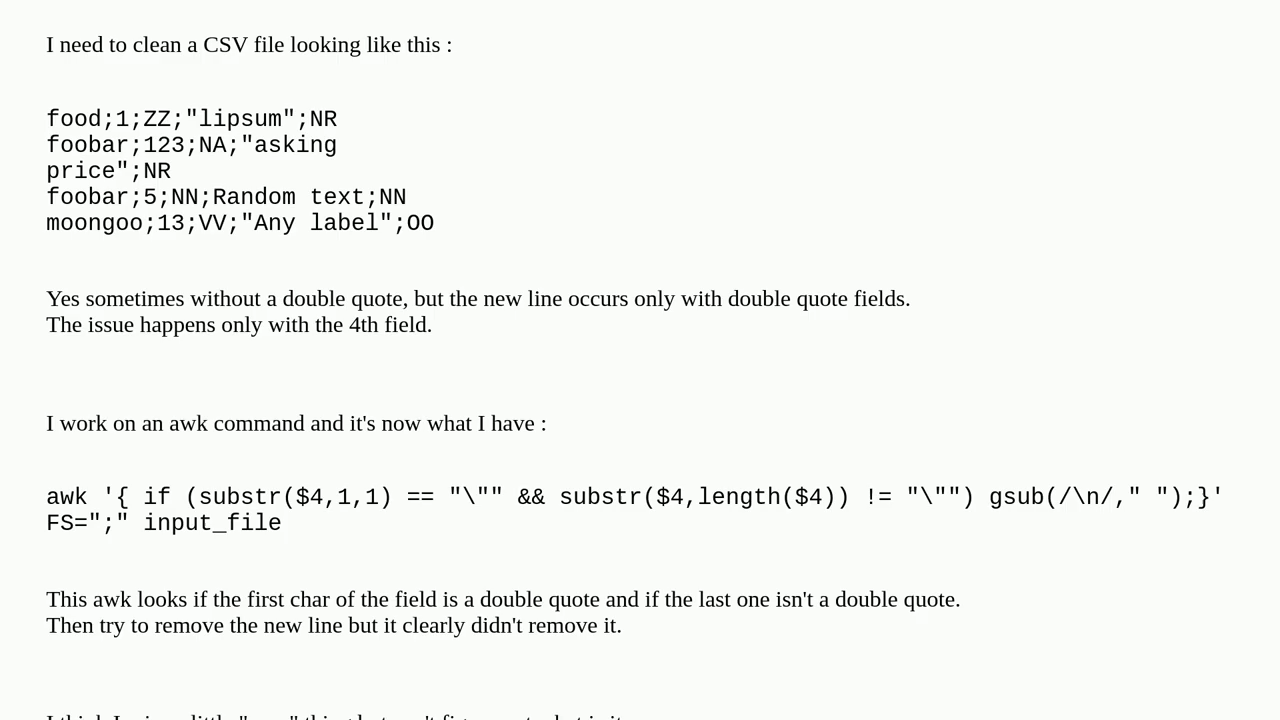 I need to clean a CSV file looking like this :
food;1;ZZ;"lipsum";NR
foobar;123;NA;"asking
price";NR
foobar;5;NN;Random text;NN
moongoo;13;VV;"Any label";OO
Yes sometimes without a double quote, but the new line occurs only with double quote fields.
The issue happens only with the 4th field.
I work on an awk command and it's now what I have :
awk '{ if (substr($4,1,1) == "\"" && substr($4,length($4)) != "\"") gsub(/\n/," ");}'
FS=";" input_file
This awk looks if the first char of the field is a double quote and if the last one isn't a double quote.
Then try to remove the new line but it clearly didn't remove it.